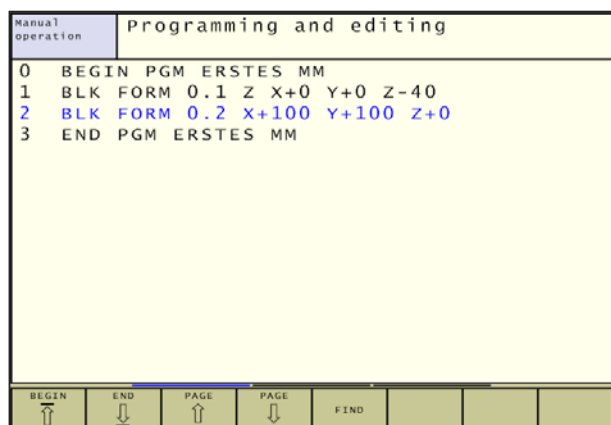 Manual
operation
Programming and editing
0 BEGIN PGM ERSTES MM
1 BLK FORM 0.1 Z X+0 Y+0 Z-40
2 BLK FORM 0.2 X+100 Y+100 Z+0
3 END PGM ERSTES MM
BEGIN END PAGE PAGE FIND